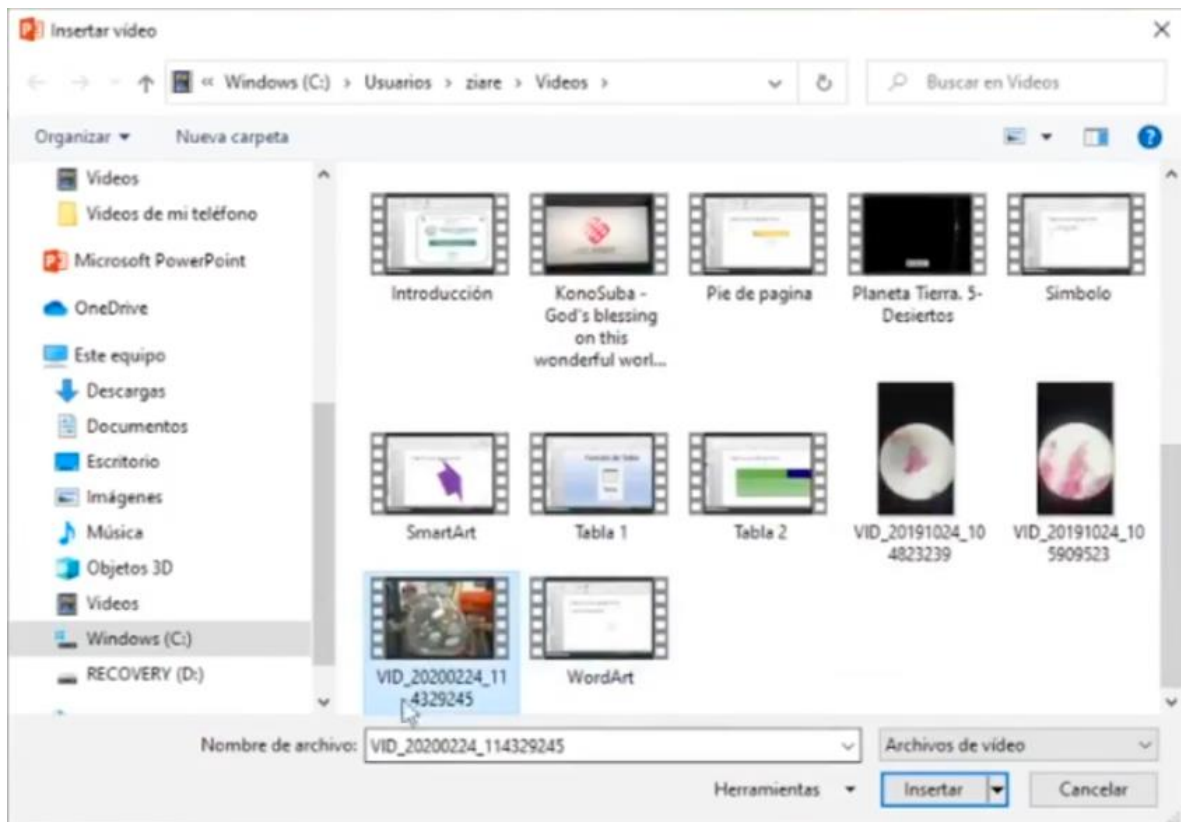 Insertar vídeo
« Windows (C:) > Usuarios > ziare > Videos >
Buscar en Videos
Organizar
Nueva carpeta
Videos
Videos de mi teléfono
Microsoft PowerPoint
OneDrive
Este equipo
Descargas
Documentos
Escritorio
Imágenes
Música
Objetos 3D
Videos
Windows (C:)
RECOVERY (D:)
Introducción
KonoSuba -
God's blessing
on this
wonderful worl...
Pie de pagina
Planeta Tierra. 5-
Desiertos
Simbolo
SmartArt
Tabla 1
Tabla 2
VID_20191024_10
4823239
VID_20191024_10
5909523
VID_20200224_11
4329245
WordArt
Nombre de archivo:
VID_20200224_114329245
Archivos de vídeo
Herramientas
Insertar
Cancelar